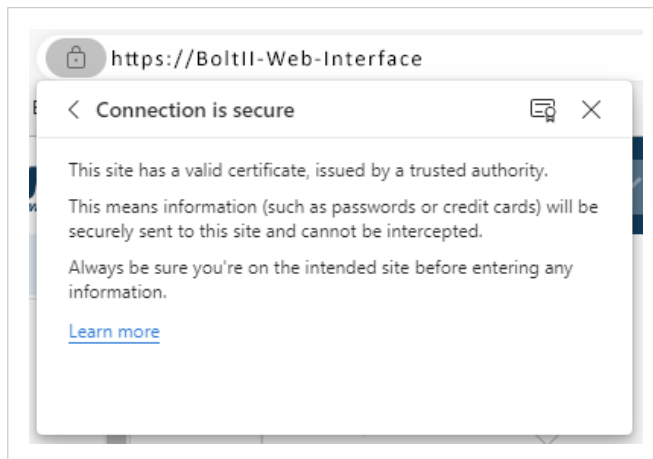 https://BoltII-Web-Interface
Connection is secure
This site has a valid certificate, issued by a trusted authority.
This means information (such as passwords or credit cards) will be
securely sent to this site and cannot be intercepted.
Always be sure you're on the intended site before entering any
information.
Learn more